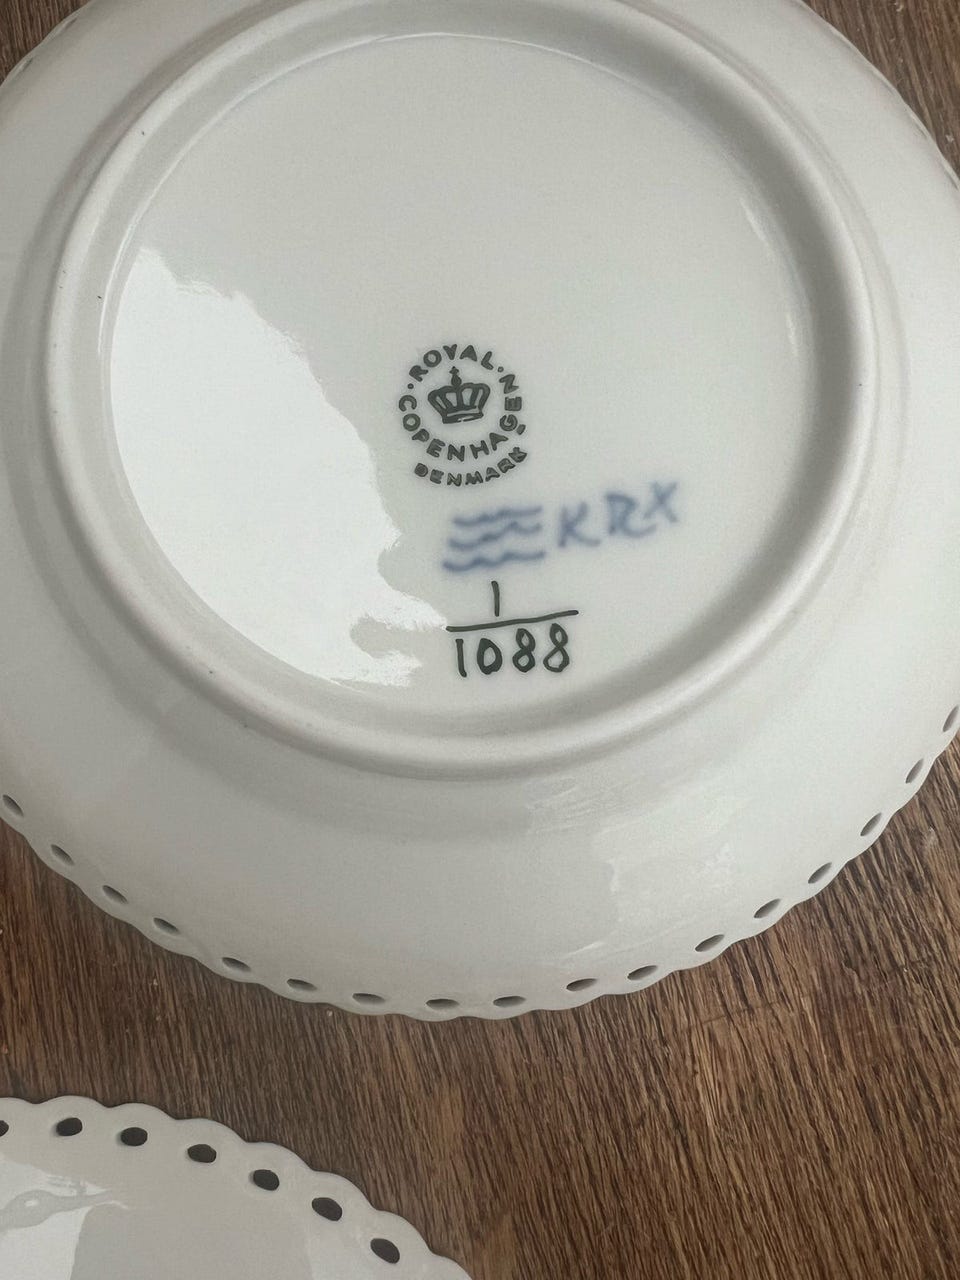 ROYAL · COPENHAGEN ·
DENMARK
KRX
1
1088